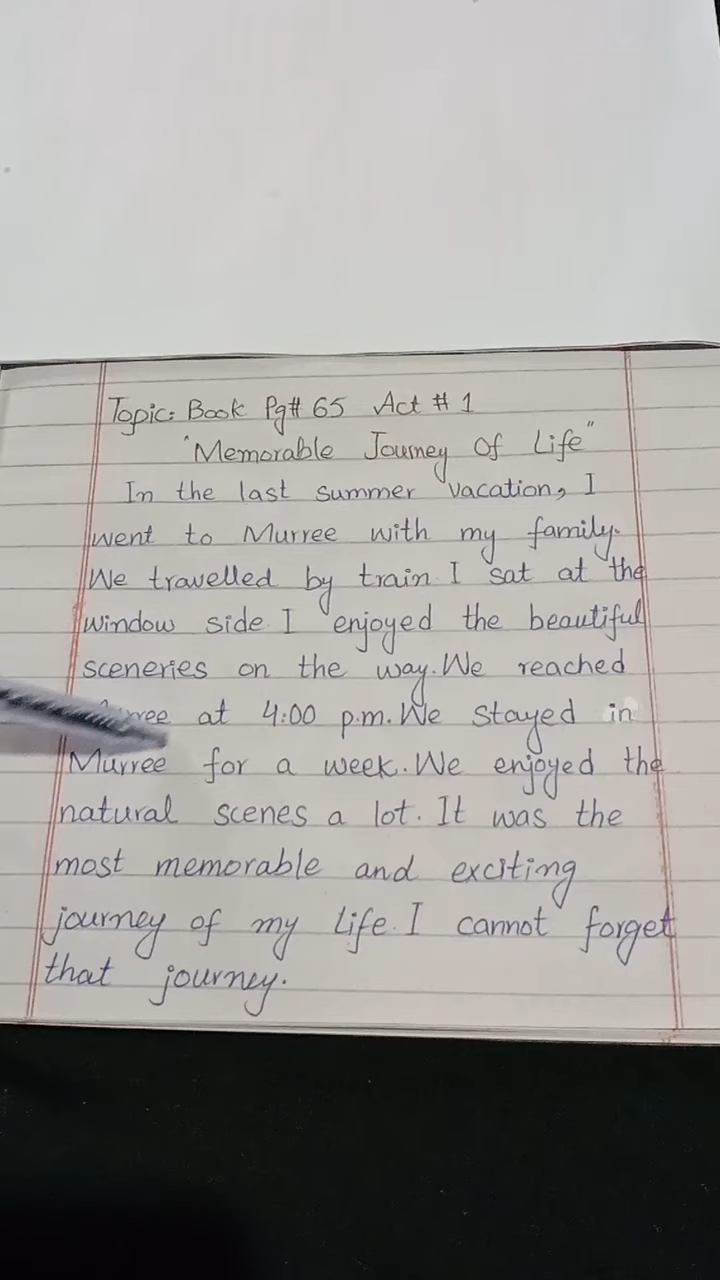 Topic: Book Pg# 65 Act # 1
"Memorable Journey Of Life"
In the last summer vacation, I
went to Murree with my family.
We travelled by train. I sat at the
window side. I enjoyed the beautiful
sceneries on the way. We reached
at 4:00 p.m. We stayed in
Murree for a week. We enjoyed the
natural scenes a lot. It was the
most memorable and exciting
journey of my life. I cannot forget
that journey.